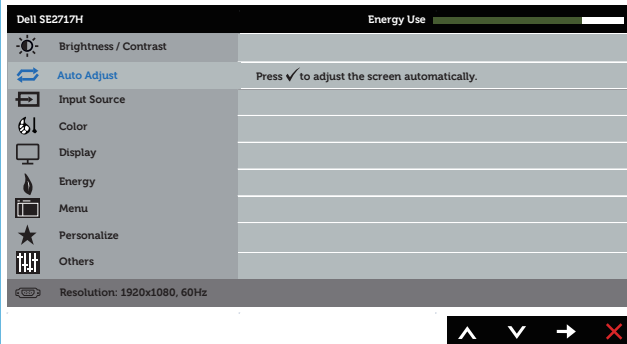 Dell SE2717H Energy Use
Brightness / Contrast
Auto Adjust Press ✓ to adjust the screen automatically.
Input Source
Color
Display
Energy
Menu
Personalize
Others
Resolution: 1920x1080, 60Hz